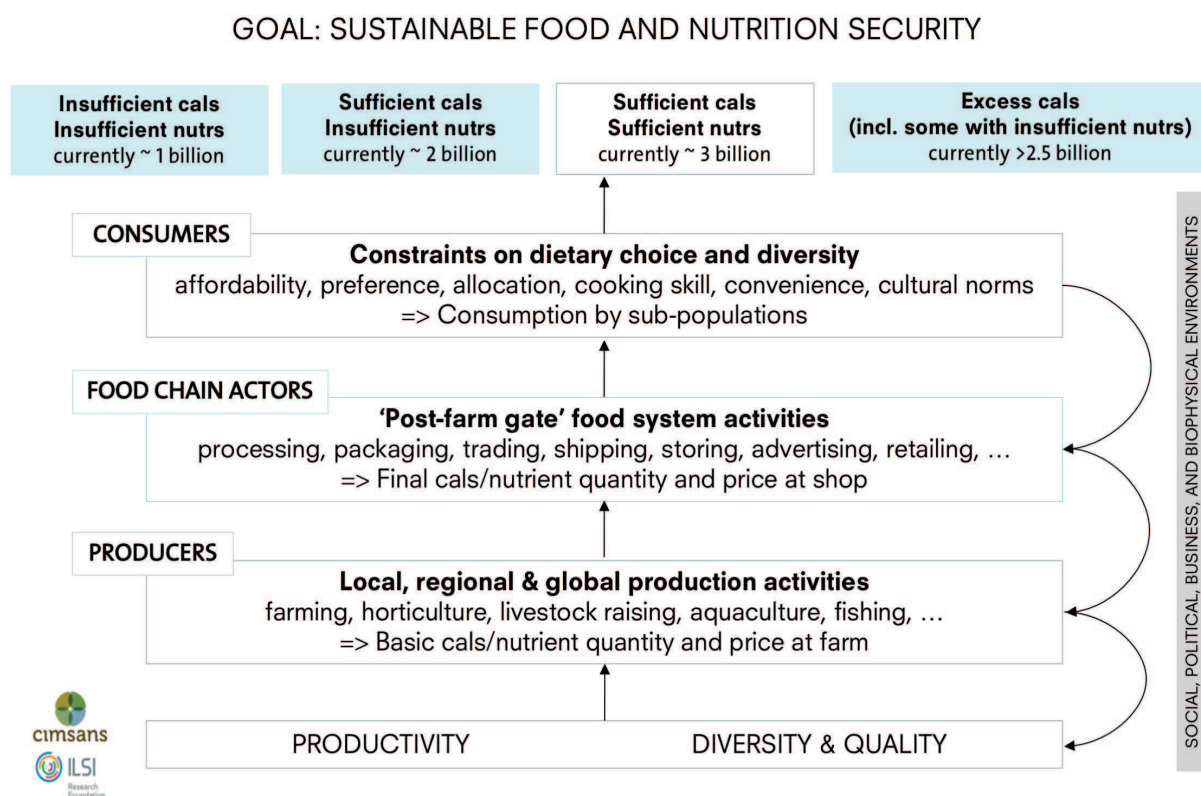 GOAL: SUSTAINABLE FOOD AND NUTRITION SECURITY
Insufficient cals
Insufficient nutrs
currently ~ 1 billion
Sufficient cals
Insufficient nutrs
currently ~ 2 billion
Sufficient cals
Sufficient nutrs
currently ~ 3 billion
Excess cals
(incl. some with insufficient nutrs)
currently >2.5 billion
CONSUMERS
Constraints on dietary choice and diversity
affordability, preference, allocation, cooking skill, convenience, cultural norms
=> Consumption by sub-populations
FOOD CHAIN ACTORS
‘Post-farm gate’ food system activities
processing, packaging, trading, shipping, storing, advertising, retailing, …
=> Final cals/nutrient quantity and price at shop
PRODUCERS
Local, regional & global production activities
farming, horticulture, livestock raising, aquaculture, fishing, …
=> Basic cals/nutrient quantity and price at farm
PRODUCTIVITY
DIVERSITY & QUALITY
SOCIAL, POLITICAL, BUSINESS, AND BIOPHYSICAL ENVIRONMENTS
cimsans
ILSI
Research
Foundation